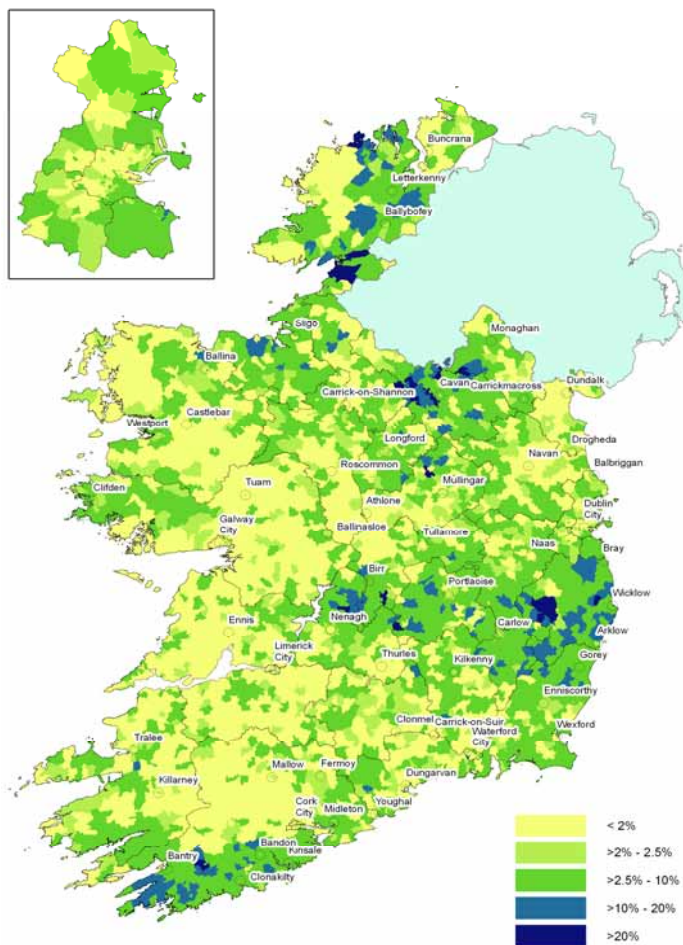 Buncrana
Letterkenny
Ballybofey
Sligo
Monaghan
Ballina
Cavan
Carrickmacross
Dundalk
Carrick-on-Shannon
Castlebar
Westport
Longford
Drogheda
Navan
Balbriggan
Roscommon
Clifden
Tuam
Mullingar
Athlone
Dublin
City
Galway
City
Ballinasloe
Tullamore
Naas
Bray
Birr
Portlaoise
Wicklow
Ennis
Nenagh
Carlow
Arklow
Limerick
City
Thurles
Kilkenny
Gorey
Enniscorthy
Clonmel
Carrick-on-Suir
Wexford
Waterford
City
Tralee
Mallow
Fermoy
Dungarvan
Killarney
Cork
City
Midleton
Youghal
Bandon
Kinsale
Bantry
Clonakilty
< 2%
>2% - 2.5%
>2.5% - 10%
>10% - 20%
>20%